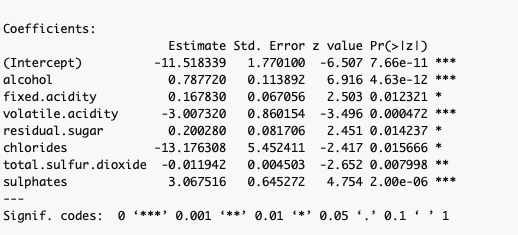 Coefficients:
                      Estimate Std. Error z value Pr(>|z|)
(Intercept)         -11.518339   1.770100  -6.507 7.66e-11 ***
alcohol               0.787720   0.113892   6.916 4.63e-12 ***
fixed.acidity         0.167830   0.067056   2.503 0.012321 *
volatile.acidity     -3.007320   0.860154  -3.496 0.000472 ***
residual.sugar        0.200280   0.081706   2.451 0.014237 *
chlorides           -13.176308   5.452411  -2.417 0.015666 *
total.sulfur.dioxide -0.011942   0.004503  -2.652 0.007998 **
sulphates             3.067516   0.645272   4.754 2.00e-06 ***
---
Signif. codes:  0 ‘***’ 0.001 ‘**’ 0.01 ‘*’ 0.05 ‘.’ 0.1 ‘ ’ 1